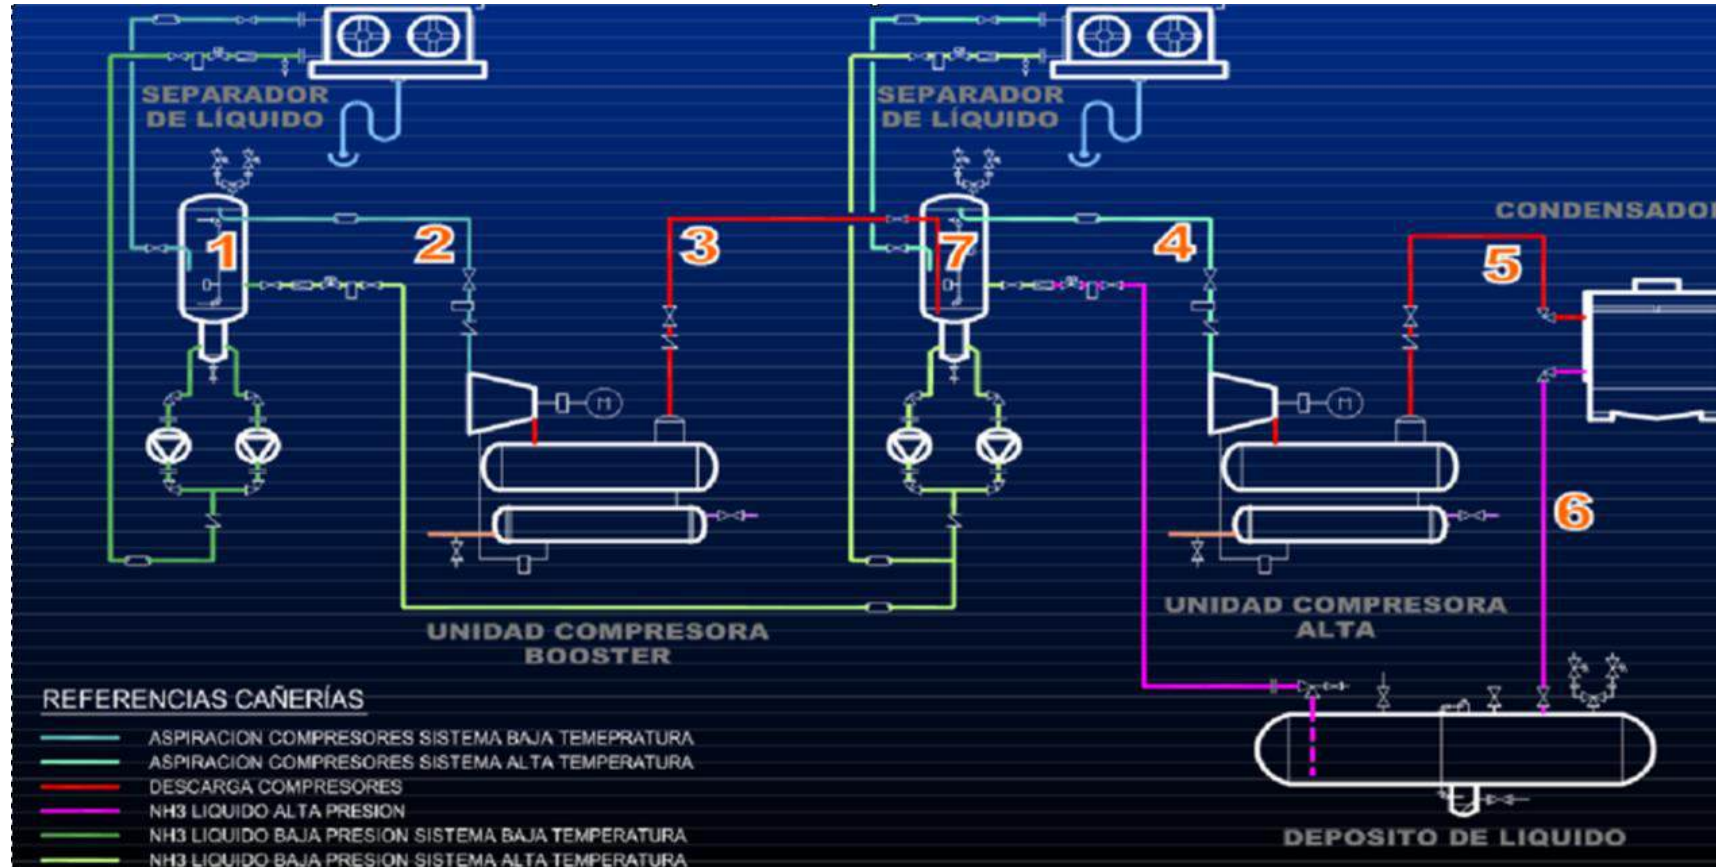 SEPARADOR
DE LÍQUIDO
SEPARADOR
DE LÍQUIDO
CONDENSADO
1
2
3
7
4
5
M
M
6
UNIDAD COMPRESORA
BOOSTER
UNIDAD COMPRESORA
ALTA
REFERENCIAS CAÑERÍAS
ASPIRACION COMPRESORES SISTEMA BAJA TEMEPRATURA
ASPIRACION COMPRESORES SISTEMA ALTA TEMPERATURA
DESCARGA COMPRESORES
NH3 LIQUIDO ALTA PRESION
NH3 LIQUIDO BAJA PRESION SISTEMA BAJA TEMPERATURA
NH3 LIQUIDO BAJA PRESION SISTEMA ALTA TEMPERATURA
DEPOSITO DE LIQUIDO